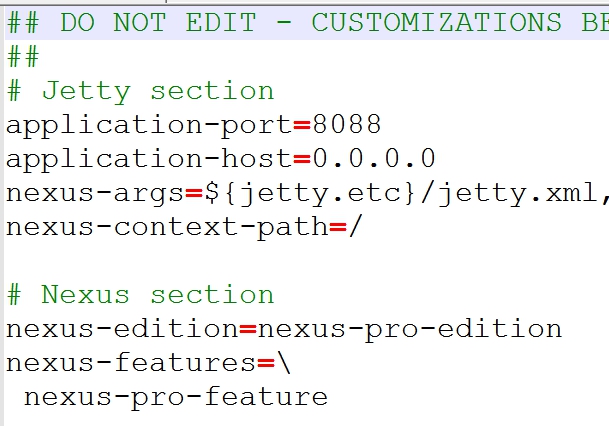 ## DO NOT EDIT - CUSTOMIZATIONS
##
# Jetty section
application-port=8088
application-host=0.0.0.0
nexus-args=${jetty.etc}/jetty.xml,
nexus-context-path=/
# Nexus section
nexus-edition=nexus-pro-edition
nexus-features=\
nexus-pro-feature